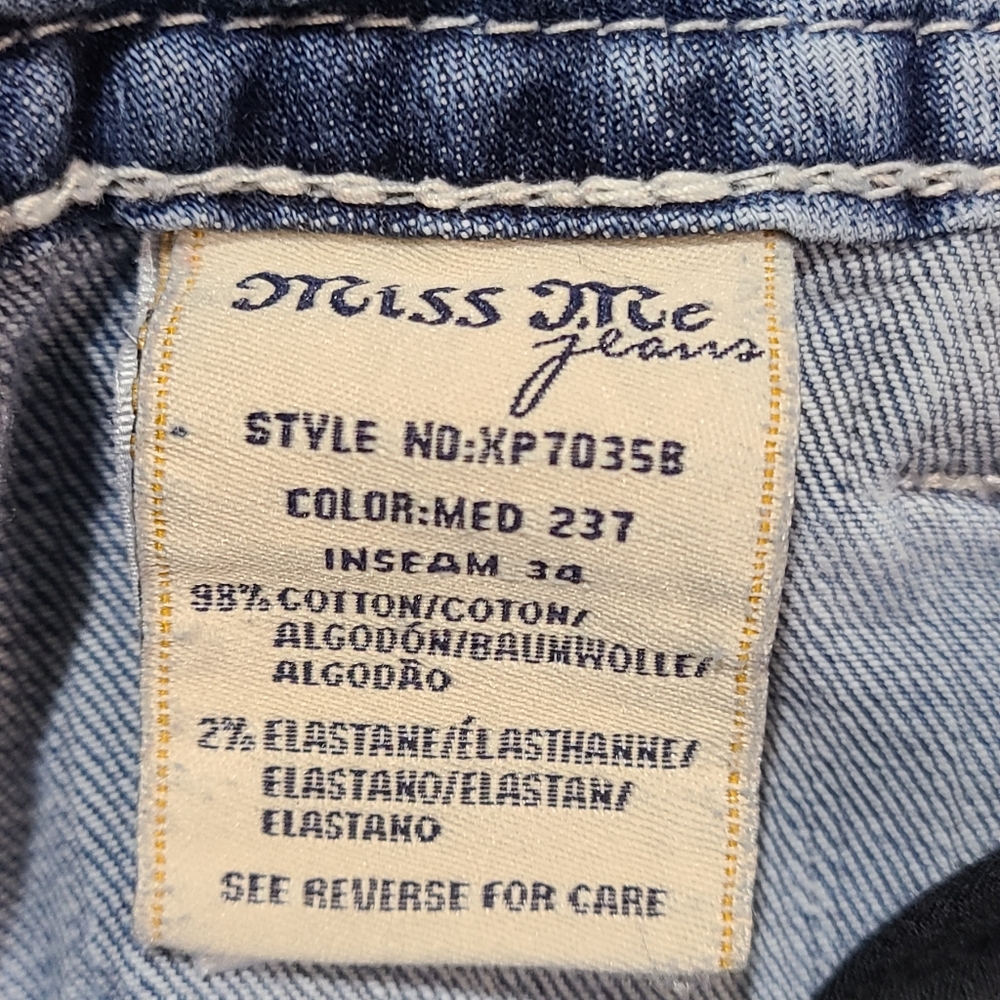 Miss Me
jeans
STYLE NO:XP7035B
COLOR:MED 237
INSEAM 34
98% COTTON/COTON/
ALGODÓN/BAUMWOLLE/
ALGODÃO
2% ELASTANE/ÉLASTHANNE/
ELASTANO/ELASTAN/
ELASTANO
SEE REVERSE FOR CARE